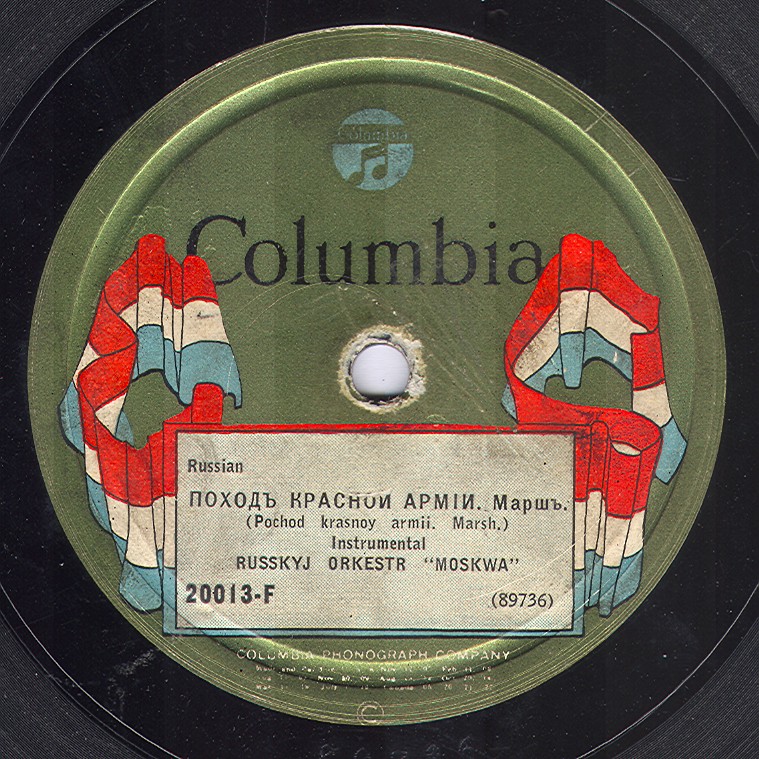 Columbia
Columbia
Russian
ПОХОДЪ КРАСНОЙ АРМІИ. Маршъ.
(Pochod krasnoy armii. Marsh.)
Instrumental
RUSSKYJ ORKESTR "MOSKWA"
20013-F (89736)
COLUMBIA PHONOGRAPH COMPANY
©